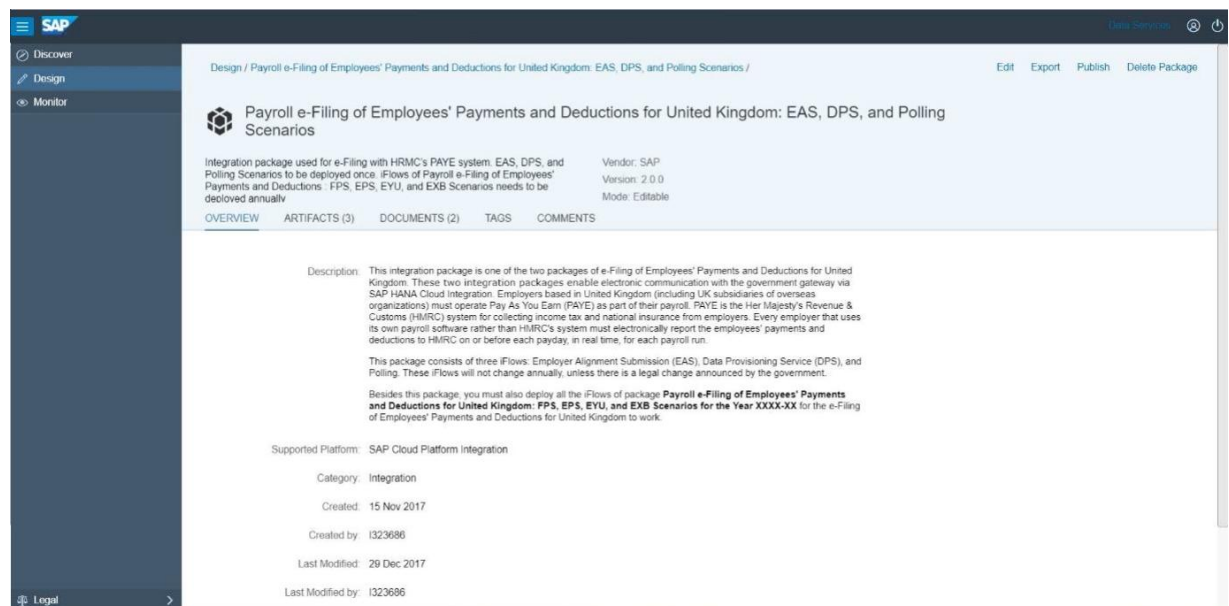 SAP
Data Services
Discover
Design
Monitor
Design / Payroll e-Filing of Employees' Payments and Deductions for United Kingdom: EAS, DPS, and Polling Scenarios /
Edit Export Publish Delete Package
Payroll e-Filing of Employees' Payments and Deductions for United Kingdom: EAS, DPS, and Polling
Scenarios
Integration package used for e-Filing with HRMC's PAYE system. EAS, DPS, and
Polling Scenarios to be deployed once. iFlows of Payroll e-Filing of Employees'
Payments and Deductions : FPS, EPS, EYU, and EXB Scenarios needs to be
deployed annually
Vendor: SAP
Version: 2.0.0
Mode: Editable
OVERVIEW ARTIFACTS (3) DOCUMENTS (2) TAGS COMMENTS
Description: This integration package is one of the two packages of e-Filing of Employees' Payments and Deductions for United
Kingdom. These two integration packages enable electronic communication with the government gateway via
SAP HANA Cloud Integration. Employers based in United Kingdom (including UK subsidiaries of overseas
organizations) must operate Pay As You Earn (PAYE) as part of their payroll. PAYE is the Her Majesty's Revenue &
Customs (HMRC) system for collecting income tax and national insurance from employers. Every employer that uses
its own payroll software rather than HMRC's system must electronically report the employees' payments and
deductions to HMRC on or before each payday, in real time, for each payroll run.
This package consists of three iFlows: Employer Alignment Submission (EAS), Data Provisioning Service (DPS), and
Polling. These iFlows will not change annually, unless there is a legal change announced by the government.
Besides this package, you must also deploy all the iFlows of package Payroll e-Filing of Employees' Payments
and Deductions for United Kingdom: FPS, EPS, EYU, and EXB Scenarios for the Year XXXX-XX for the e-Filing
of Employees' Payments and Deductions for United Kingdom to work.
Supported Platform: SAP Cloud Platform Integration
Category: Integration
Created: 15 Nov 2017
Created by: I323686
Last Modified: 29 Dec 2017
Last Modified by: I323686
Legal